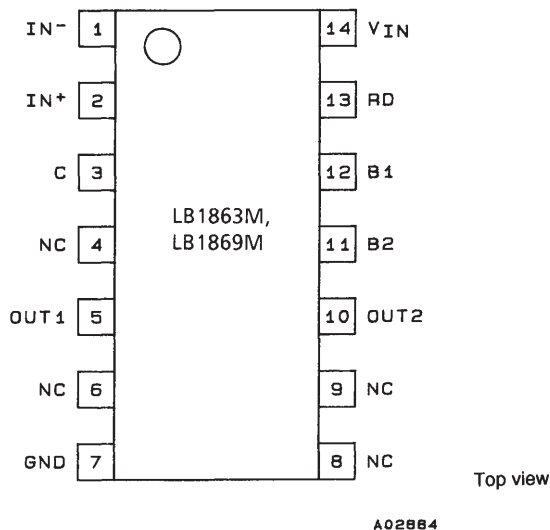 IN⁻ 1 14 VIN
IN⁺ 2 13 RD
C 3 12 B1
LB1863M,
LB1869M
NC 4 11 B2
OUT1 5 10 OUT2
NC 6 9 NC
GND 7 8 NC
Top view
A02884